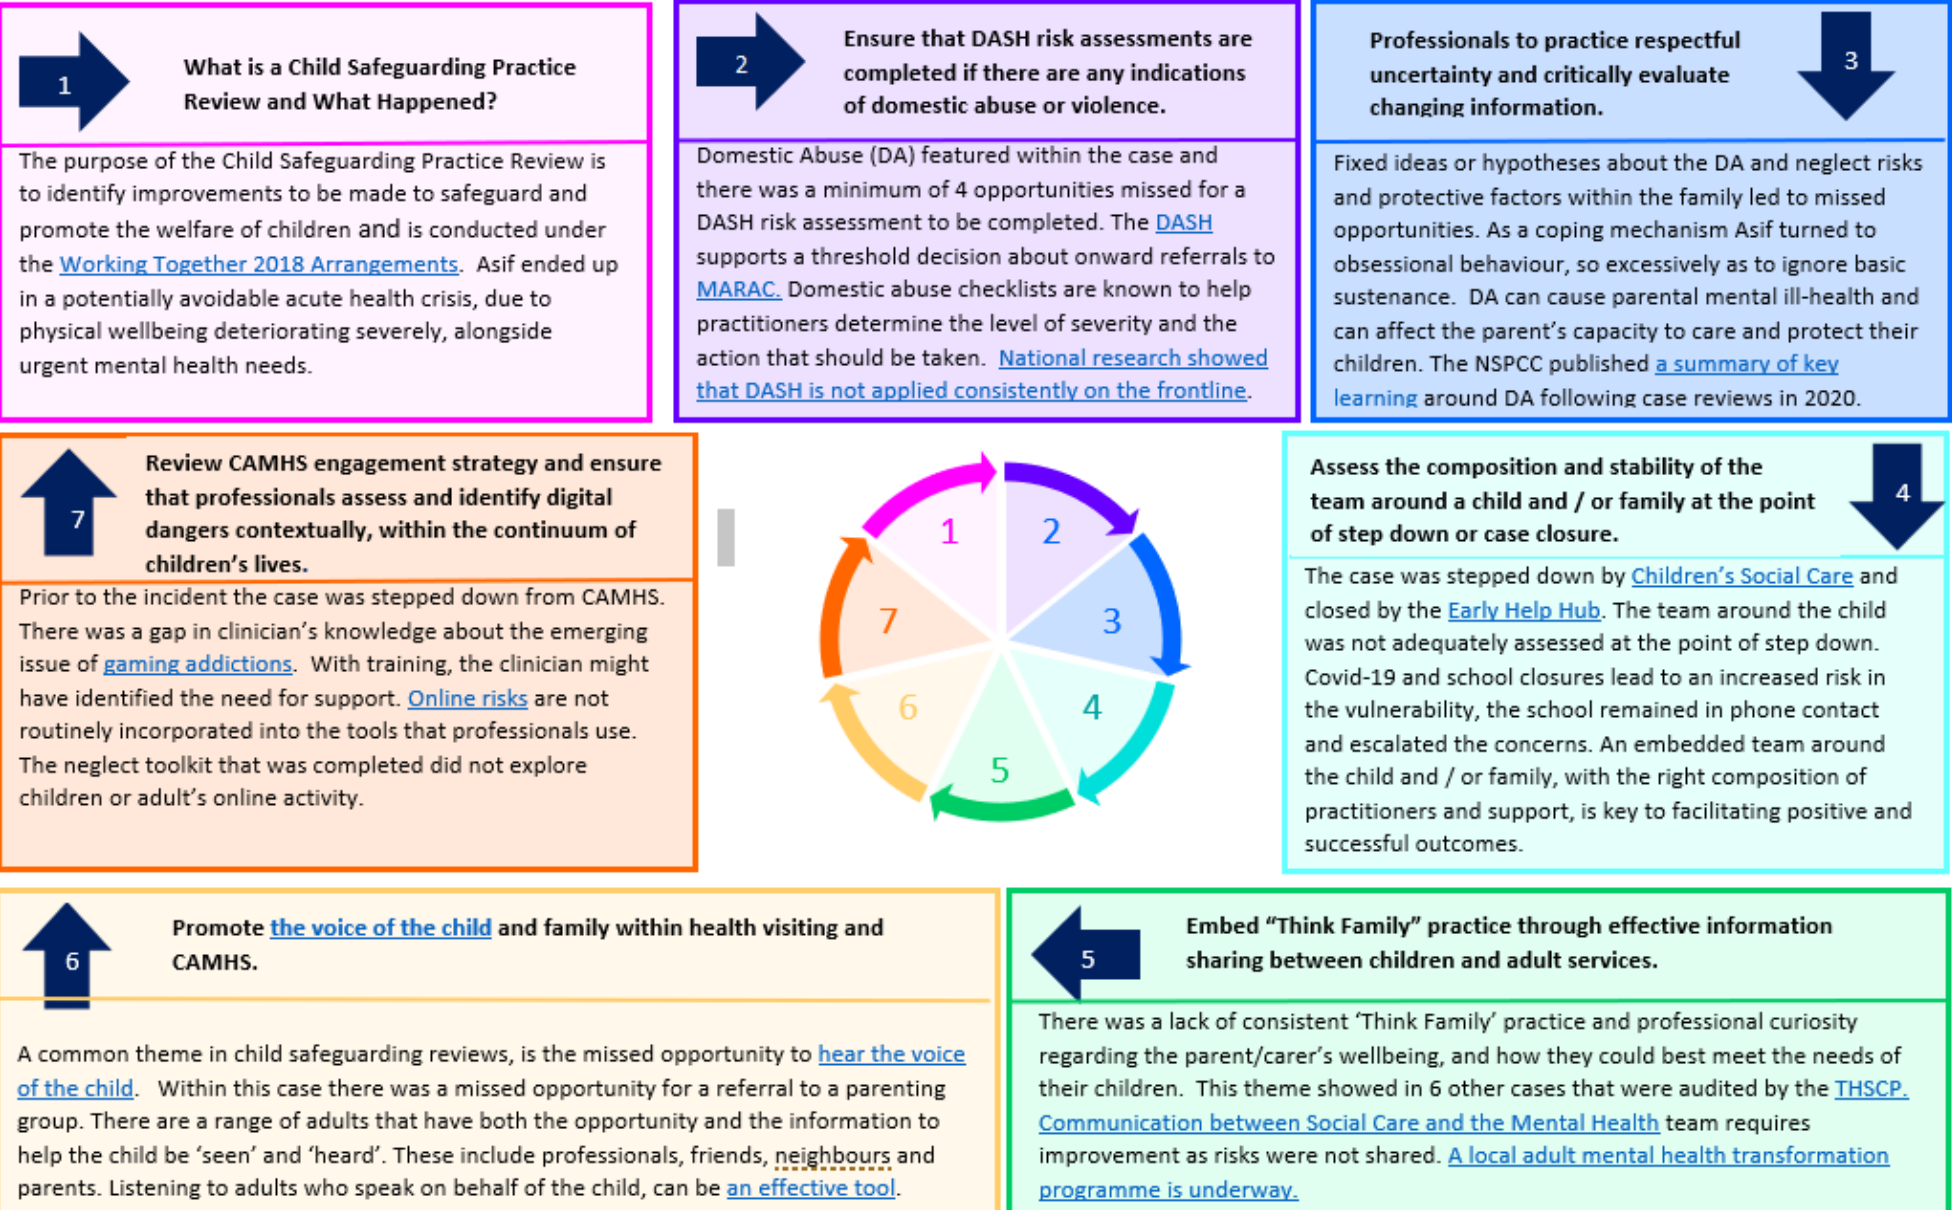 1
What is a Child Safeguarding Practice
Review and What Happened?
The purpose of the Child Safeguarding Practice Review is
to identify improvements to be made to safeguard and
promote the welfare of children and is conducted under
the Working Together 2018 Arrangements.  Asif ended up
in a potentially avoidable acute health crisis, due to
physical wellbeing deteriorating severely, alongside
urgent mental health needs.
2
Ensure that DASH risk assessments are
completed if there are any indications
of domestic abuse or violence.
Domestic Abuse (DA) featured within the case and
there was a minimum of 4 opportunities missed for a
DASH risk assessment to be completed. The DASH
supports a threshold decision about onward referrals to
MARAC. Domestic abuse checklists are known to help
practitioners determine the level of severity and the
action that should be taken.  National research showed
that DASH is not applied consistently on the frontline.
3
Professionals to practice respectful
uncertainty and critically evaluate
changing information.
Fixed ideas or hypotheses about the DA and neglect risks
and protective factors within the family led to missed
opportunities. As a coping mechanism Asif turned to
obsessional behaviour, so excessively as to ignore basic
sustenance.  DA can cause parental mental ill-health and
can affect the parent's capacity to care and protect their
children. The NSPCC published a summary of key
learning around DA following case reviews in 2020.
4
Assess the composition and stability of the
team around a child and / or family at the point
of step down or case closure.
The case was stepped down by Children's Social Care and
closed by the Early Help Hub. The team around the child
was not adequately assessed at the point of step down.
Covid-19 and school closures lead to an increased risk in
the vulnerability, the school remained in phone contact
and escalated the concerns. An embedded team around
the child and / or family, with the right composition of
practitioners and support, is key to facilitating positive and
successful outcomes.
5
Embed "Think Family" practice through effective information
sharing between children and adult services.
There was a lack of consistent 'Think Family' practice and professional curiosity
regarding the parent/carer's wellbeing, and how they could best meet the needs of
their children.  This theme showed in 6 other cases that were audited by the THSCP.
Communication between Social Care and the Mental Health team requires
improvement as risks were not shared. A local adult mental health transformation
programme is underway.
6
Promote the voice of the child and family within health visiting and
CAMHS.
A common theme in child safeguarding reviews, is the missed opportunity to hear the voice
of the child.   Within this case there was a missed opportunity for a referral to a parenting
group. There are a range of adults that have both the opportunity and the information to
help the child be 'seen' and 'heard'. These include professionals, friends, neighbours and
parents. Listening to adults who speak on behalf of the child, can be an effective tool.
7
Review CAMHS engagement strategy and ensure
that professionals assess and identify digital
dangers contextually, within the continuum of
children's lives.
Prior to the incident the case was stepped down from CAMHS.
There was a gap in clinician's knowledge about the emerging
issue of gaming addictions.  With training, the clinician might
have identified the need for support. Online risks are not
routinely incorporated into the tools that professionals use.
The neglect toolkit that was completed did not explore
children or adult's online activity.
1
2
3
4
5
6
7